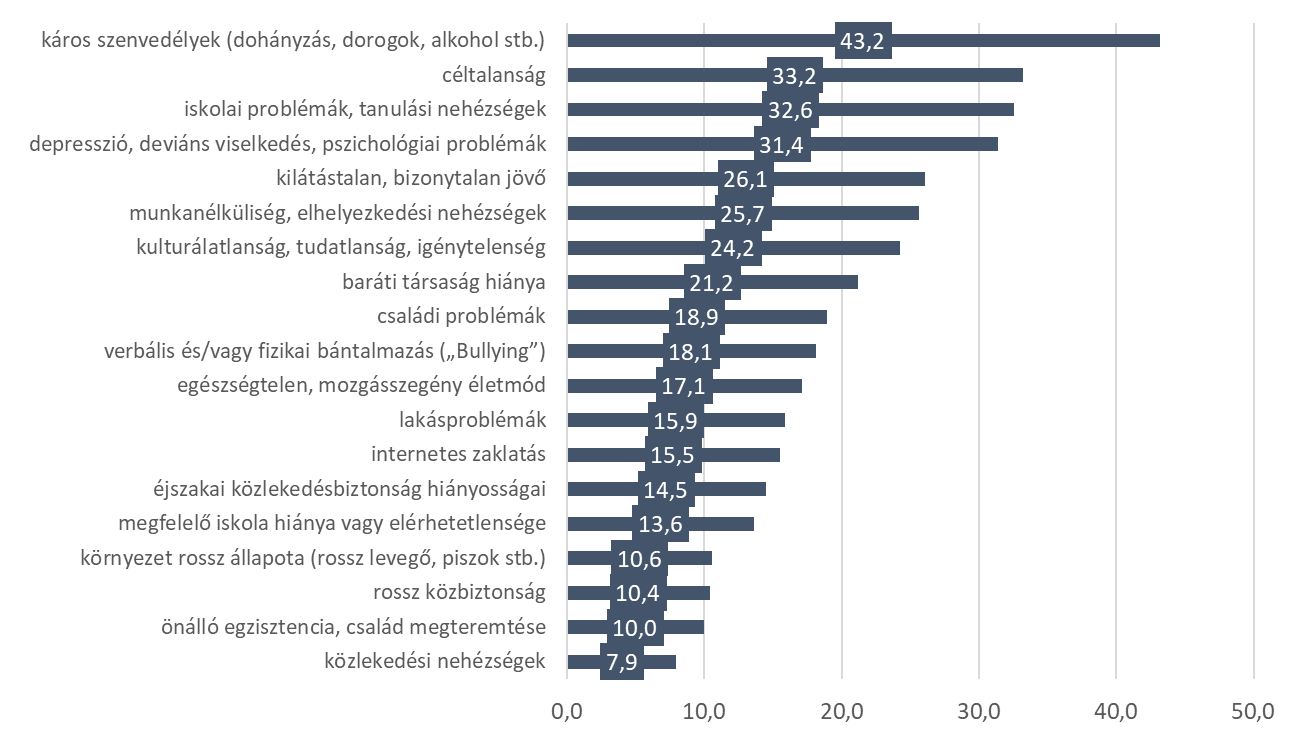 káros szenvedélyek (dohányzás, dorogok, alkohol stb.) 43,2
céltalanság 33,2
iskolai problémák, tanulási nehézségek 32,6
depresszió, deviáns viselkedés, pszichológiai problémák 31,4
kilátástalan, bizonytalan jövő 26,1
munkanélküliség, elhelyezkedési nehézségek 25,7
kulturálatlanság, tudatlanság, igénytelenség 24,2
baráti társaság hiánya 21,2
családi problémák 18,9
verbális és/vagy fizikai bántalmazás („Bullying”) 18,1
egészségtelen, mozgásszegény életmód 17,1
lakásproblémák 15,9
internetes zaklatás 15,5
éjszakai közlekedésbiztonság hiányosságai 14,5
megfelelő iskola hiánya vagy elérhetetlensége 13,6
környezet rossz állapota (rossz levegő, piszok stb.) 10,6
rossz közbiztonság 10,4
önálló egzisztencia, család megteremtése 10,0
közlekedési nehézségek 7,9
0,0 10,0 20,0 30,0 40,0 50,0